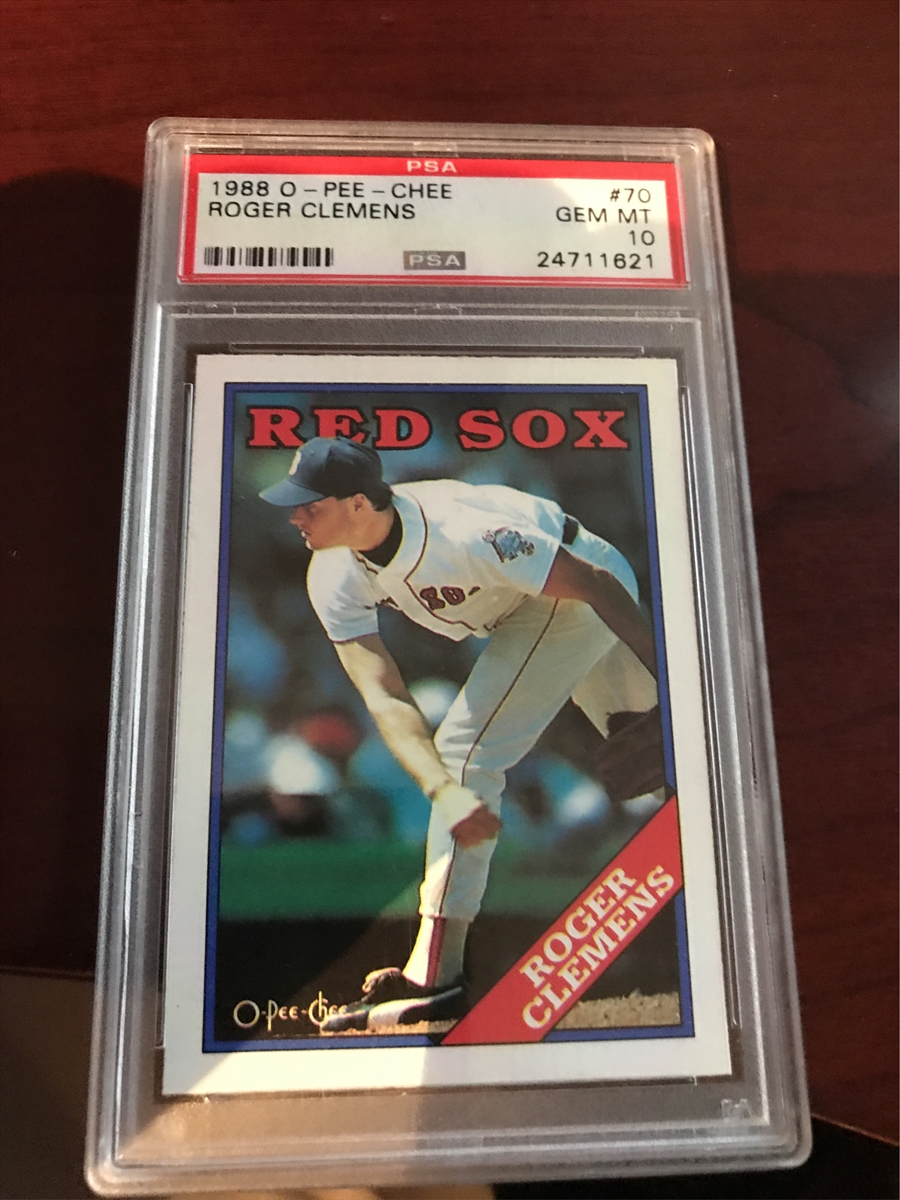 PSA
1988 O-PEE-CHEE #70
ROGER CLEMENS GEM MT
10
PSA 24711621
RED SOX
B
ROGER
CLEMENS
O-Pee-Chee